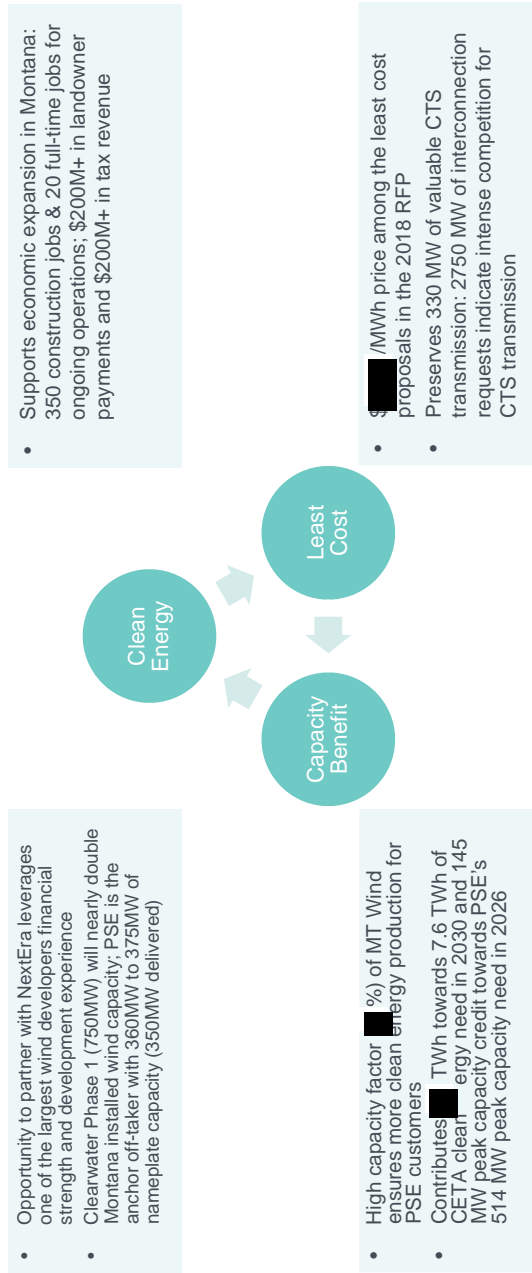 • Opportunity to partner with NextEra leverages
one of the largest wind developers financial
strength and development experience
• Clearwater Phase 1 (750MW) will nearly double
Montana installed wind capacity; PSE is the
anchor off-taker with 360MW to 375MW of
nameplate capacity (350MW delivered)
• Supports economic expansion in Montana:
350 construction jobs & 20 full-time jobs for
ongoing operations; $200M+ in landowner
payments and $200M+ in tax revenue
Clean
Energy
Capacity
Benefit
Least
Cost
• High capacity factor ( %) of MT Wind
ensures more clean energy production for
PSE customers
• Contributes TWh towards 7.6 TWh of
CETA clean ergy need in 2030 and 145
MW peak capacity credit towards PSE's
514 MW peak capacity need in 2026
• $ /MWh price among the least cost
proposals in the 2018 RFP
• Preserves 330 MW of valuable CTS
transmission: 2750 MW of interconnection
requests indicate intense competition for
CTS transmission